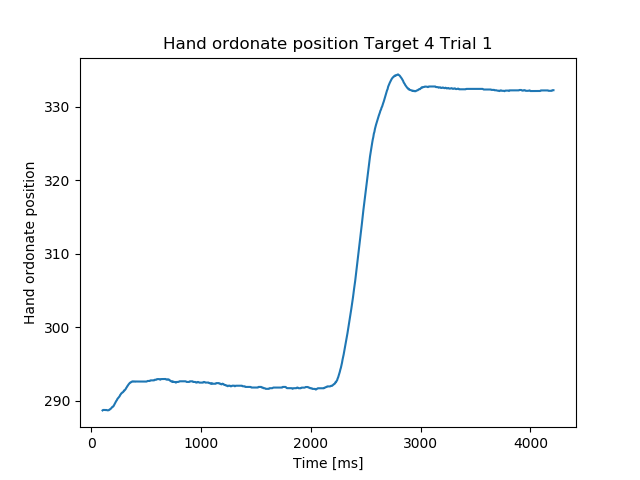 Hand ordonate position Target 4 Trial 1
Hand ordonate position
330
320
310
300
290
0 1000 2000 3000 4000
Time [ms]